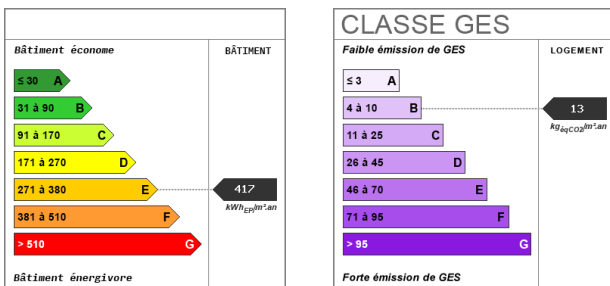 Bâtiment économe
BÂTIMENT
≤ 30 A
31 à 90 B
91 à 170 C
171 à 270 D
271 à 380 E
417
kWhEP/m².an
381 à 510 F
> 510 G
Bâtiment énergivore
CLASSE GES
Faible émission de GES
LOGEMENT
≤ 3 A
4 à 10 B
13
kgéqCO2/m².an
11 à 25 C
26 à 45 D
46 à 70 E
71 à 95 F
> 95 G
Forte émission de GES